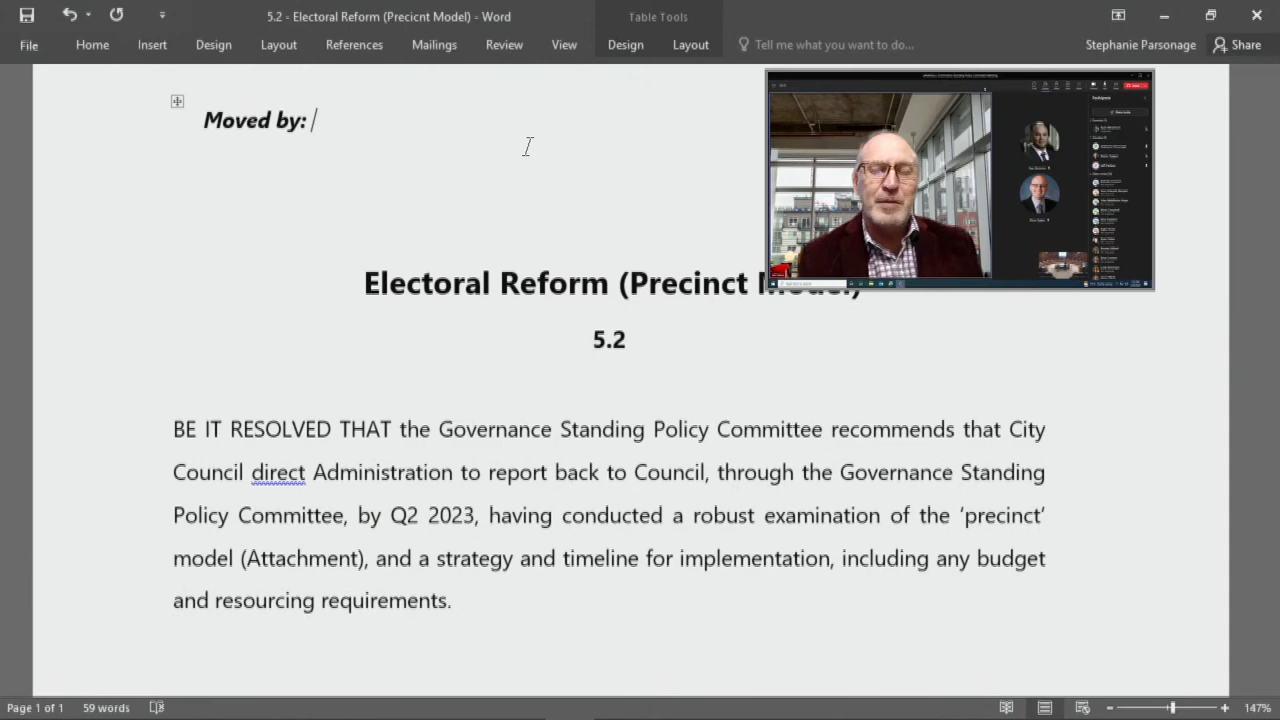 5.2 - Electoral Reform (Precicnt Model) - Word
Table Tools
File
Home
Insert
Design
Layout
References
Mailings
Review
View
Design
Layout
Tell me what you want to do...
Stephanie Parsonage
Share
Moved by:
Electoral Reform (Precinct Model)
5.2
BE IT RESOLVED THAT the Governance Standing Policy Committee recommends that City
Council direct Administration to report back to Council, through the Governance Standing
Policy Committee, by Q2 2023, having conducted a robust examination of the ‘precinct’
model (Attachment), and a strategy and timeline for implementation, including any budget
and resourcing requirements.
Participants
Page 1 of 1
59 words
147%